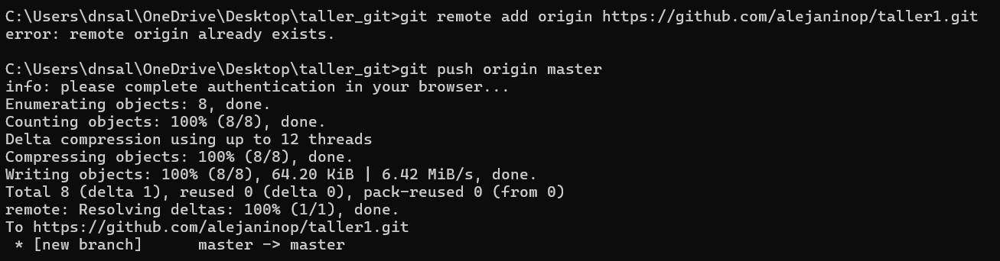 C:\Users\dnsal\OneDrive\Desktop\taller_git>git remote add origin https://github.com/alejaninop/taller1.git
error: remote origin already exists.
C:\Users\dnsal\OneDrive\Desktop\taller_git>git push origin master
info: please complete authentication in your browser...
Enumerating objects: 8, done.
Counting objects: 100% (8/8), done.
Delta compression using up to 12 threads
Compressing objects: 100% (8/8), done.
Writing objects: 100% (8/8), 64.20 KiB | 6.42 MiB/s, done.
Total 8 (delta 1), reused 0 (delta 0), pack-reused 0 (from 0)
remote: Resolving deltas: 100% (1/1), done.
To https://github.com/alejaninop/taller1.git
 * [new branch]      master -> master